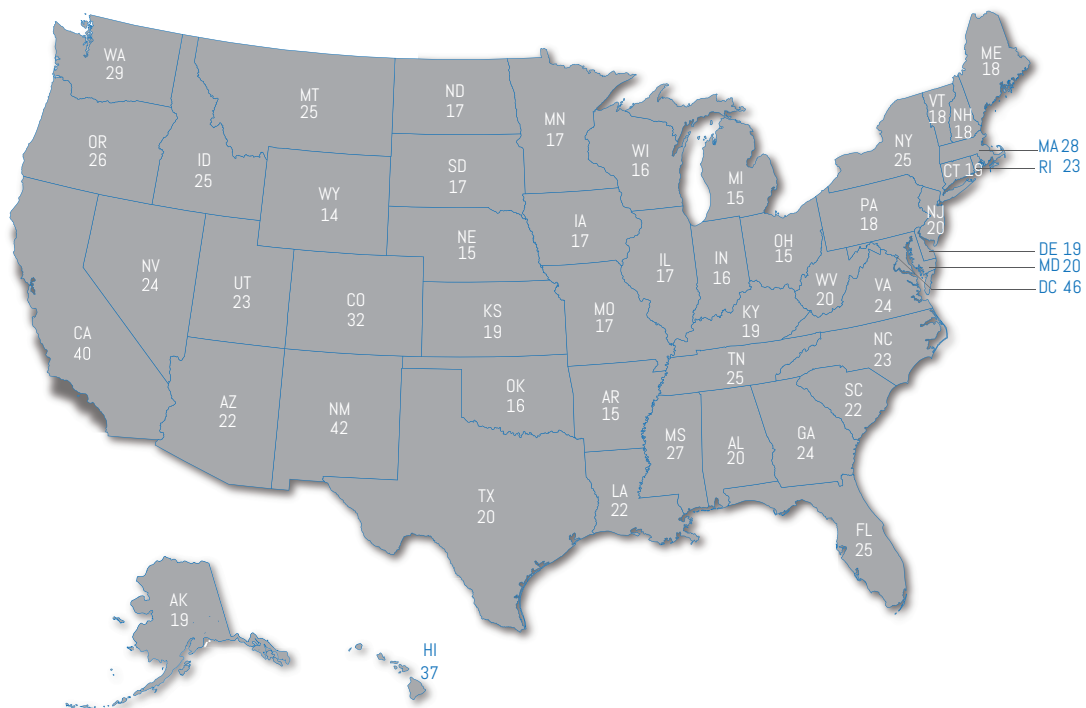 WA
29
OR
26
CA
40
NV
24
ID
25
MT
25
WY
14
UT
23
CO
32
AZ
22
NM
42
ND
17
SD
17
NE
15
KS
19
OK
16
TX
20
MN
17
IA
17
MO
17
AR
15
LA
22
WI
16
IL
17
MI
15
IN
16
OH
15
KY
19
TN
25
MS
27
AL
20
GA
24
FL
25
SC
22
NC
23
VA
24
WV
20
PA
18
NY
25
VT
18
NH
18
ME
18
MA 28
RI 23
CT 19
NJ
20
DE 19
MD 20
DC 46
AK
19
HI
37